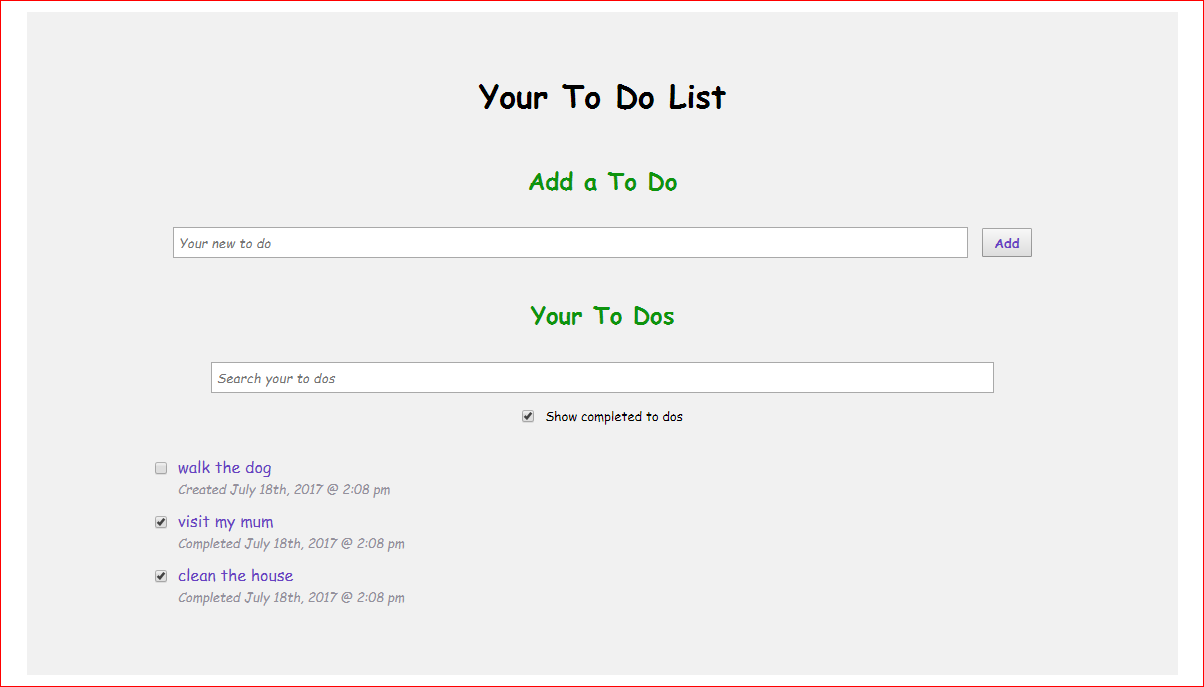 Your To Do List
Add a To Do
Your new to do
Add
Your To Dos
Search your to dos
Show completed to dos
walk the dog
Created July 18th, 2017 @ 2:08 pm
visit my mum
Completed July 18th, 2017 @ 2:08 pm
clean the house
Completed July 18th, 2017 @ 2:08 pm